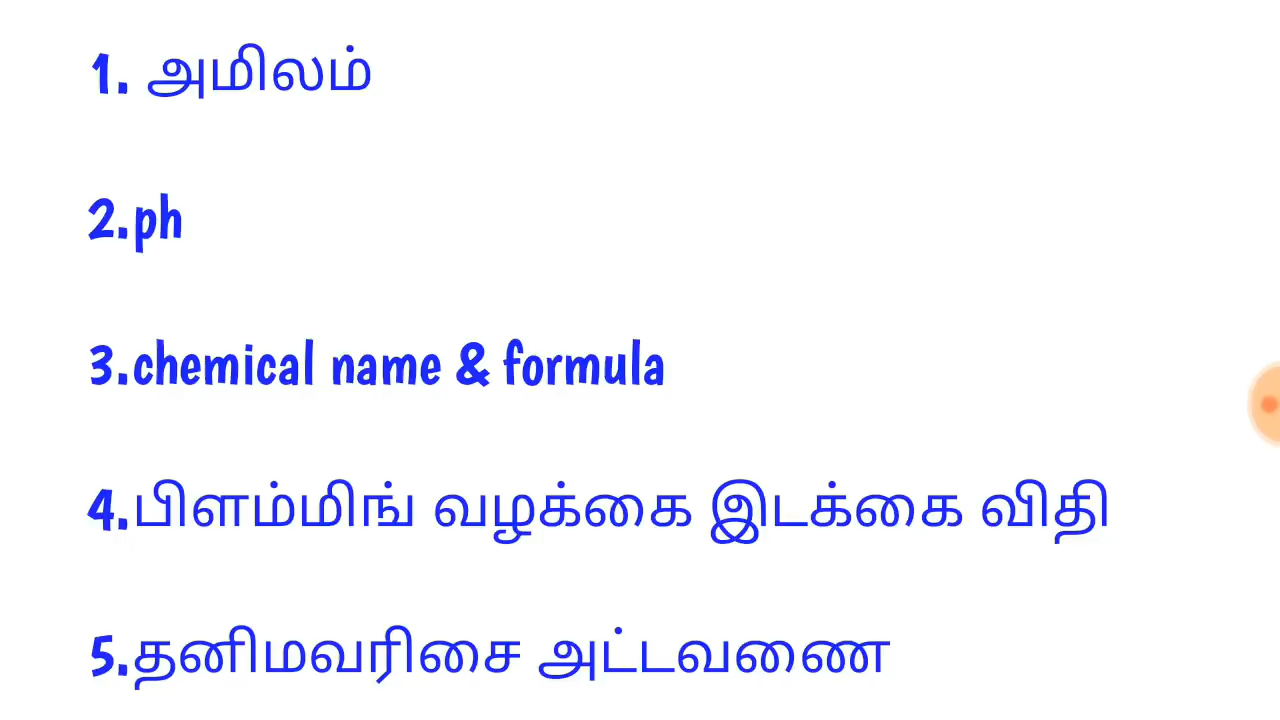 1. அமிலம்
2.ph
3.chemical name & formula
4.பிளம்மிங் வழக்கை இடக்கை விதி
5.தனிமவரிசை அட்டவணை